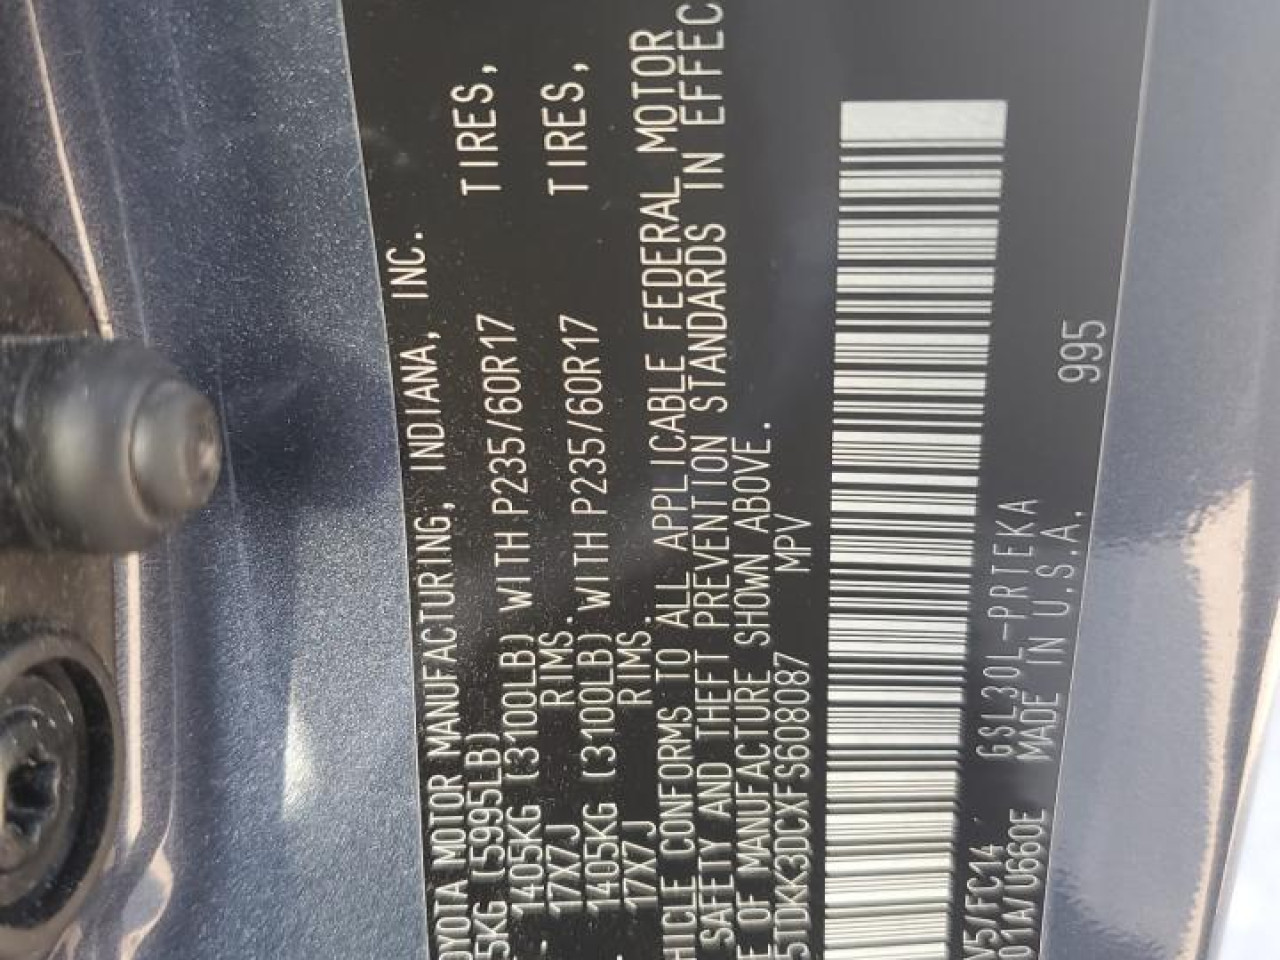 OYOTA MOTOR MANUFACTURING, INDIANA, INC.
5KG (5995LB)
1405KG (3100LB) WITH P235/60R17 TIRES,
17X7J RIMS.
1405KG (3100LB) WITH P235/60R17 TIRES,
17X7J RIMS.
HICLE CONFORMS TO ALL APPLICABLE FEDERAL MOTOR
SAFETY AND THEFT PREVENTION STANDARDS IN EFFEC
E OF MANUFACTURE SHOWN ABOVE.
5TDKK3DCXFS608087 MPV
V5/FC14 GSL30L-PRTEKA
01A/U660E MADE IN U.S.A. 995